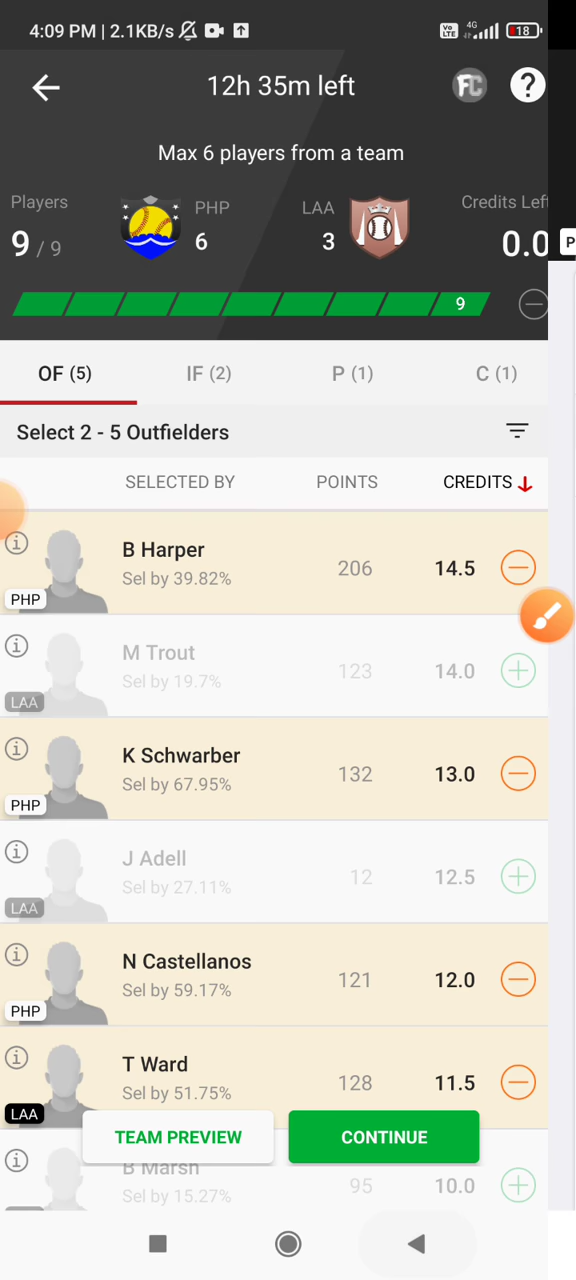 4:09 PM | 2.1KB/s
Vo LTE 4G 18
12h 35m left
FC ?
Max 6 players from a team
Players PHP LAA Credits Left
9 / 9 6 3 0.0
P
9
OF (5) IF (2) P (1) C (1)
Select 2 - 5 Outfielders
SELECTED BY POINTS CREDITS
B Harper
Sel by 39.82% 206 14.5
PHP
M Trout
Sel by 19.7% 123 14.0
LAA
K Schwarber
Sel by 67.95% 132 13.0
PHP
J Adell
Sel by 27.11% 12 12.5
LAA
N Castellanos
Sel by 59.17% 121 12.0
PHP
T Ward
Sel by 51.75% 128 11.5
LAA
TEAM PREVIEW CONTINUE
B Marsh
Sel by 15.27% 95 10.0